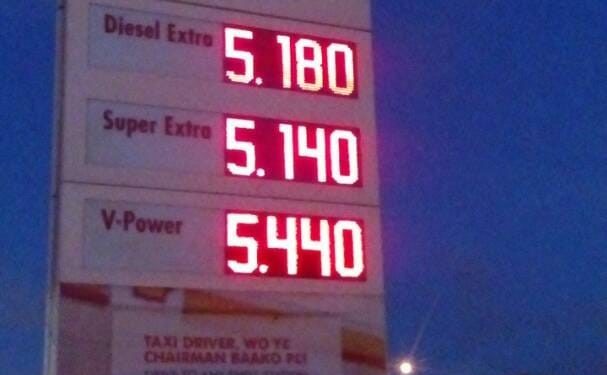 Diesel Extra 5.180
Super Extra 5.140
V-Power 5.440
TAXI DRIVER, WO YE
CHAIRMAN BAAKO PE!